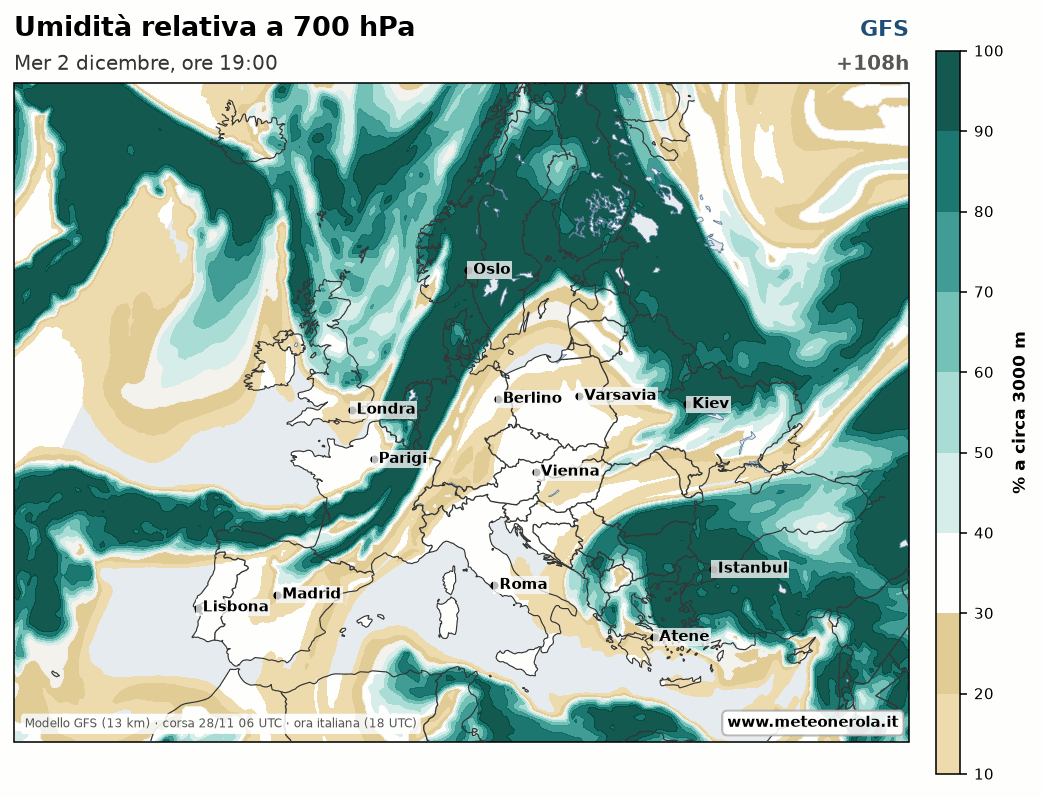 Umidità relativa a 700 hPa
GFS
Mer 2 dicembre, ore 19:00
+108h
100
90
80
70
60
50
40
30
20
10
% a circa 3000 m
Oslo
Londra
Berlino
Varsavia
Kiev
Parigi
Vienna
Istanbul
Madrid
Roma
Lisbona
Atene
Modello GFS (13 km) · corsa 28/11 06 UTC · ora italiana (18 UTC)
www.meteonerola.it